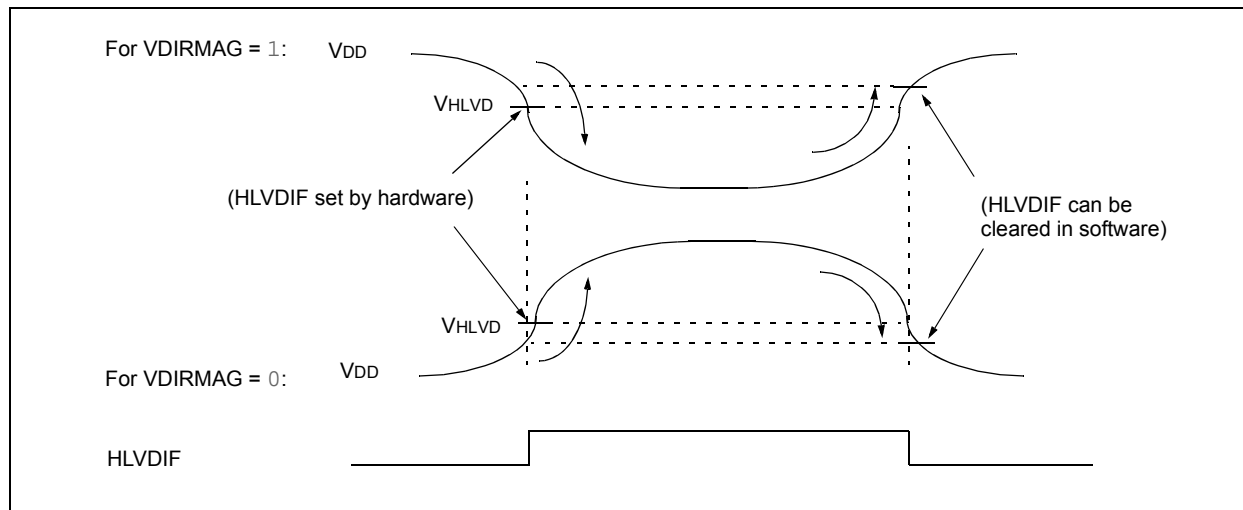 For VDIRMAG = 1: VDD
VHLVD
(HLVDIF set by hardware)
(HLVDIF can be
cleared in software)
VHLVD
For VDIRMAG = 0: VDD
HLVDIF